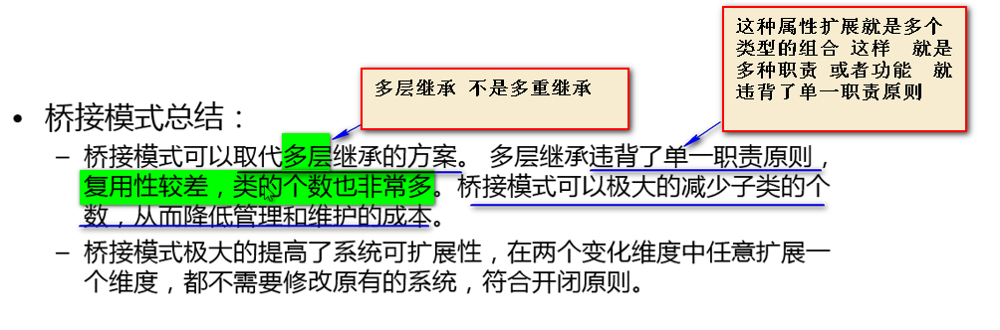 这种属性扩展就是多个
类型的组合 这样 就是
多种职责 或者功能 就
违背了单一职责原则
多层继承 不是多重继承
• 桥接模式总结：
– 桥接模式可以取代多层继承的方案。 多层继承违背了单一职责原则，
复用性较差，类的个数也非常多。桥接模式可以极大的减少子类的个
数，从而降低管理和维护的成本。
– 桥接模式极大的提高了系统可扩展性，在两个变化维度中任意扩展一
个维度，都不需要修改原有的系统，符合开闭原则。